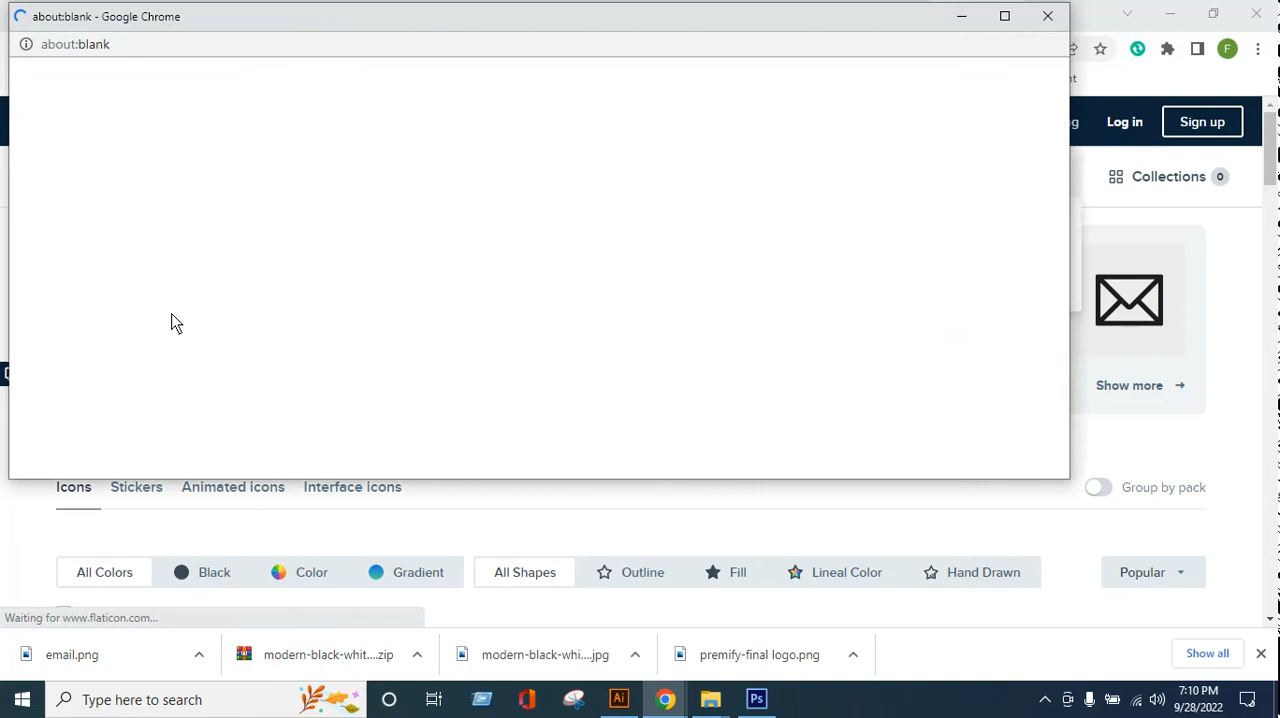 about:blank - Google Chrome
about:blank
Log in
Sign up
Collections 0
Show more
Icons Stickers Animated icons Interface icons
Group by pack
All Colors Black Color Gradient All Shapes Outline Fill Lineal Color Hand Drawn Popular
Waiting for www.flaticon.com...
email.png modern-black-whit....zip modern-black-whi....jpg premify-final logo.png Show all
Type here to search
7:10 PM
9/28/2022